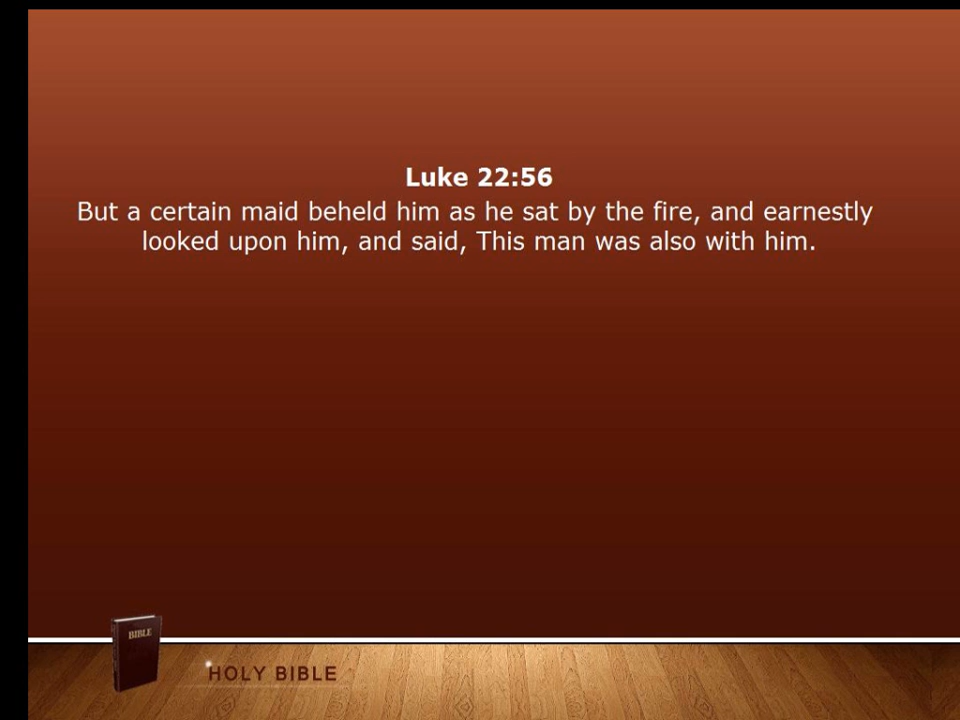 Luke 22:56
But a certain maid beheld him as he sat by the fire, and earnestly
looked upon him, and said, This man was also with him.
BIBLE
HOLY BIBLE